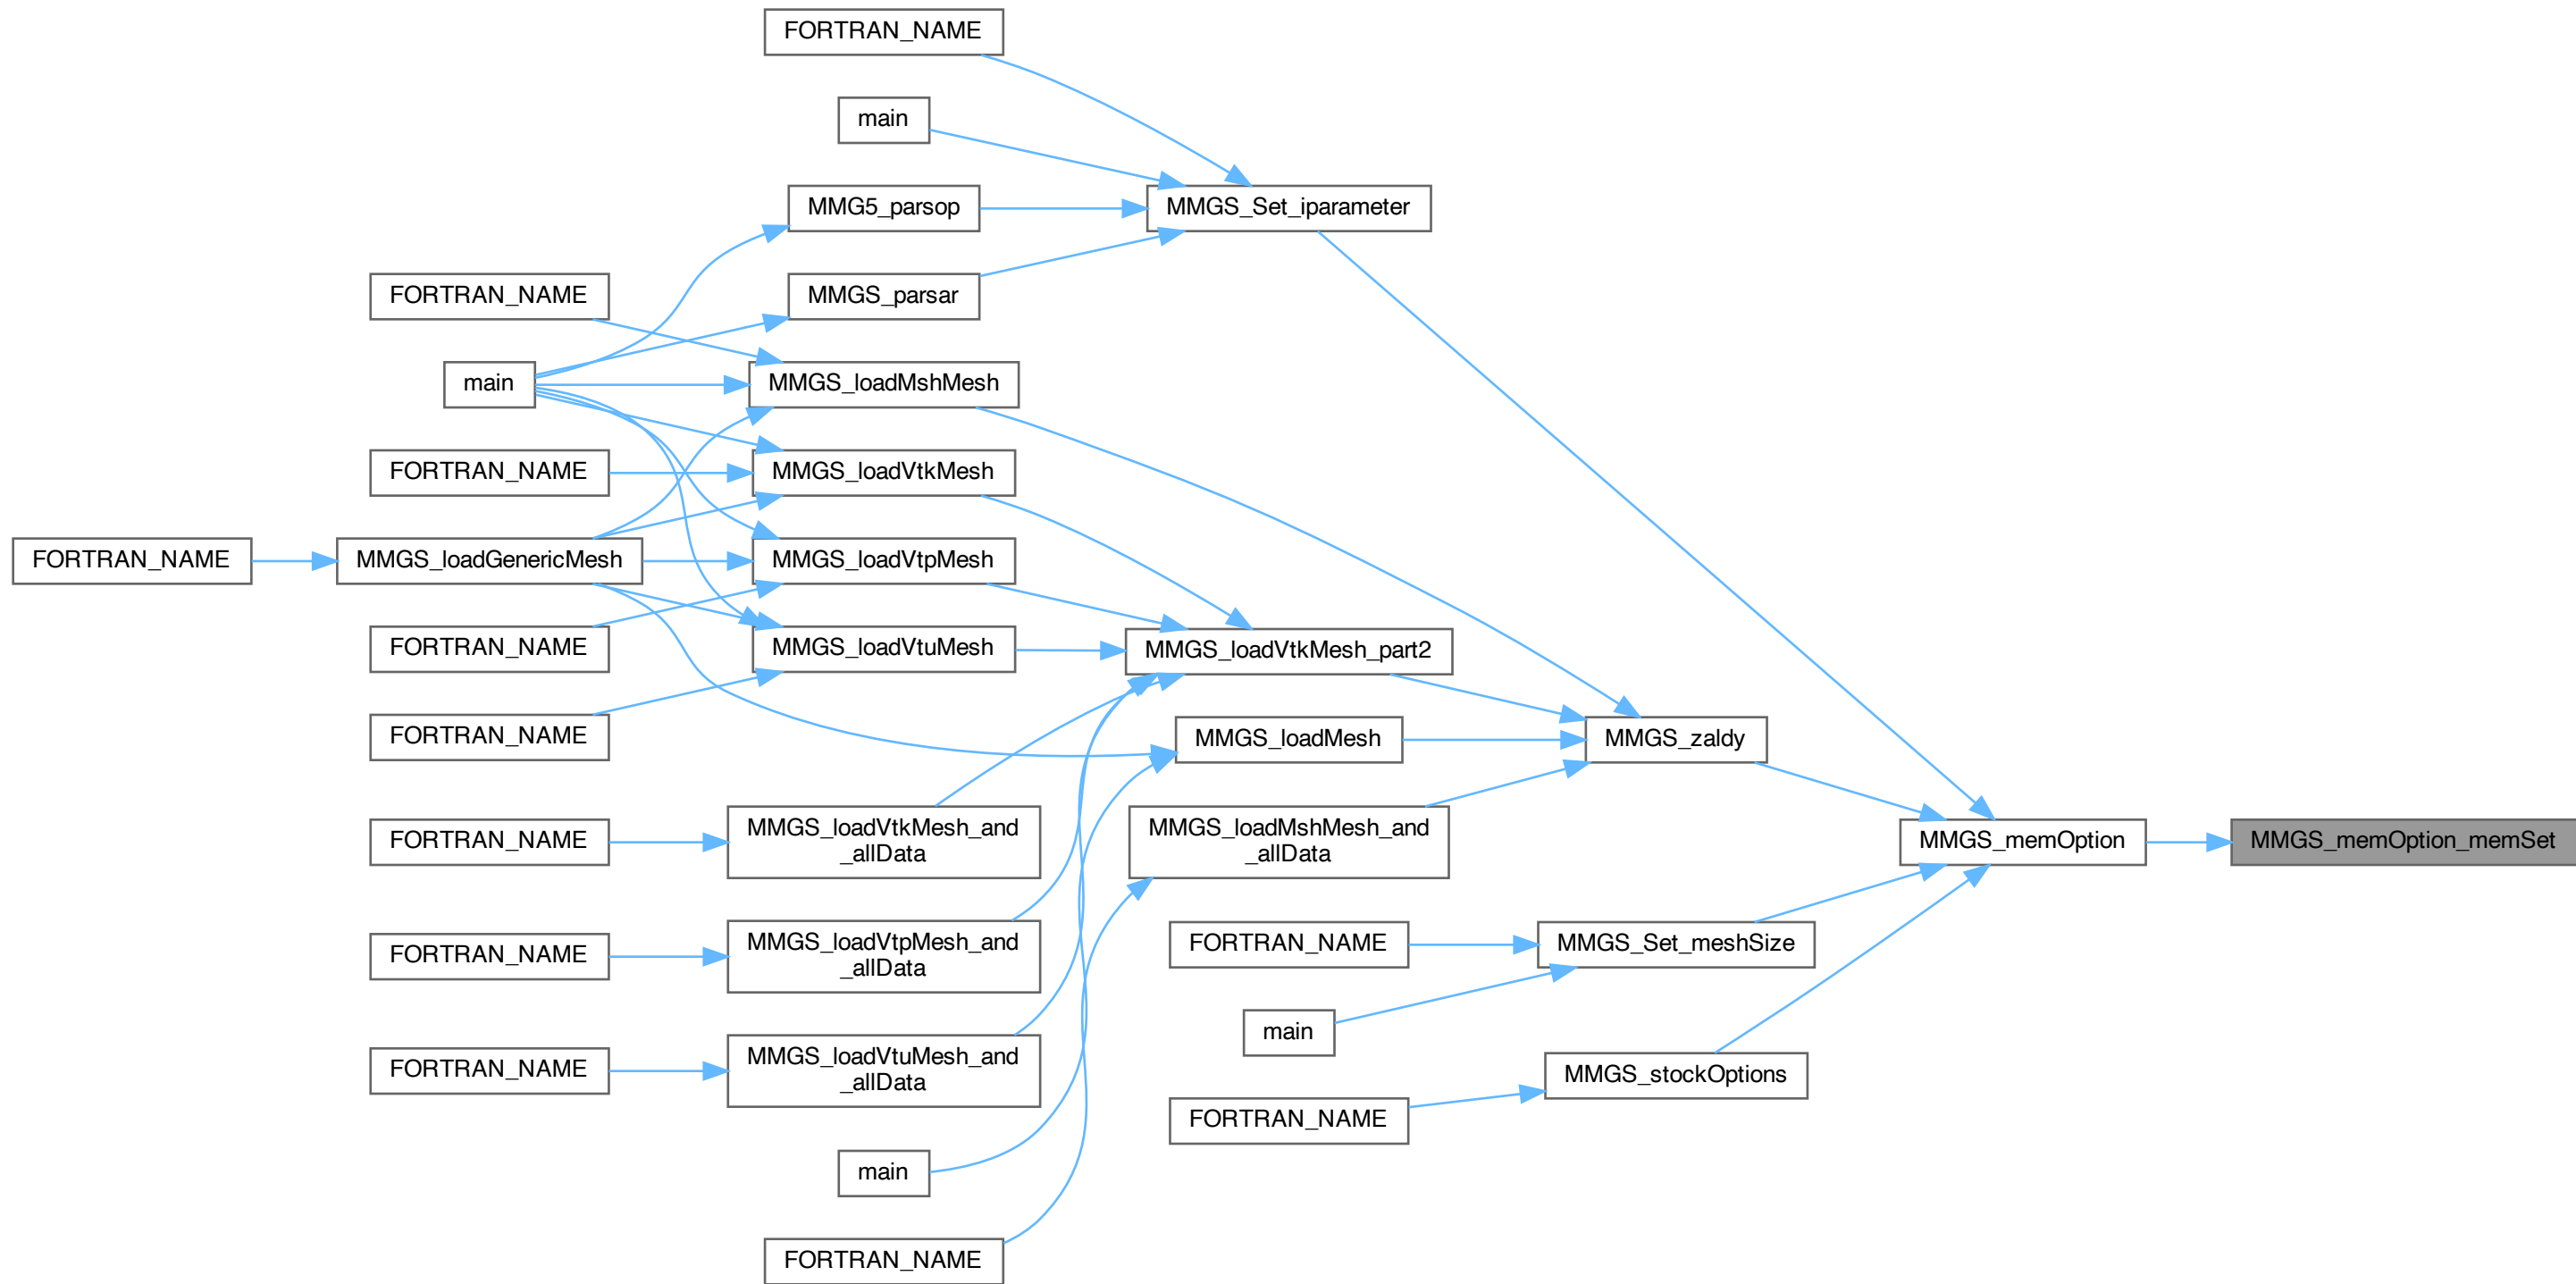 FORTRAN_NAME
main
MMG5_parsop
MMGS_Set_iparameter
FORTRAN_NAME
MMGS_parsar
main
MMGS_loadMshMesh
FORTRAN_NAME
MMGS_loadVtkMesh
FORTRAN_NAME
MMGS_loadGenericMesh
MMGS_loadVtpMesh
FORTRAN_NAME
MMGS_loadVtuMesh
MMGS_loadVtkMesh_part2
FORTRAN_NAME
MMGS_loadMesh
MMGS_zaldy
FORTRAN_NAME
MMGS_loadVtkMesh_and
_allData
MMGS_loadMshMesh_and
_allData
MMGS_memOption
MMGS_memOption_memSet
FORTRAN_NAME
MMGS_loadVtpMesh_and
_allData
FORTRAN_NAME
MMGS_Set_meshSize
main
FORTRAN_NAME
MMGS_loadVtuMesh_and
_allData
MMGS_stockOptions
FORTRAN_NAME
main
FORTRAN_NAME